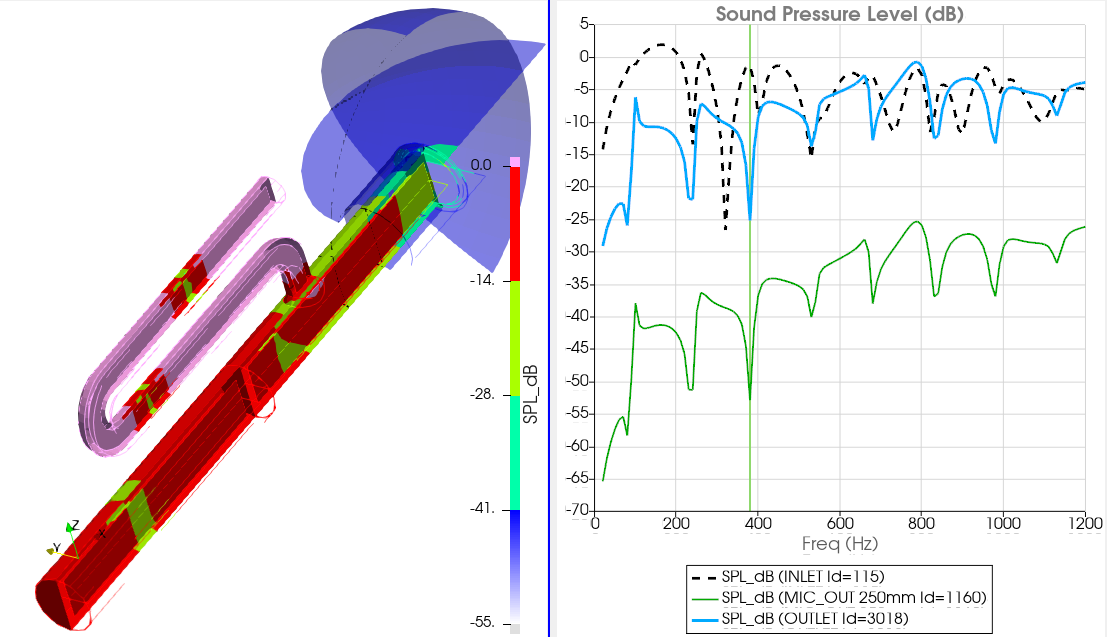 0.0
-14.
-28.
-41.
-55.
SPL_dB
Z
Y
X
Sound Pressure Level (dB)
5
0
-5
-10
-15
-20
-25
-30
-35
-40
-45
-50
-55
-60
-65
-70
0 200 400 600 800 1000 1200
Freq (Hz)
SPL_dB (INLET Id=115)
SPL_dB (MIC_OUT 250mm Id=1160)
SPL_dB (OUTLET Id=3018)